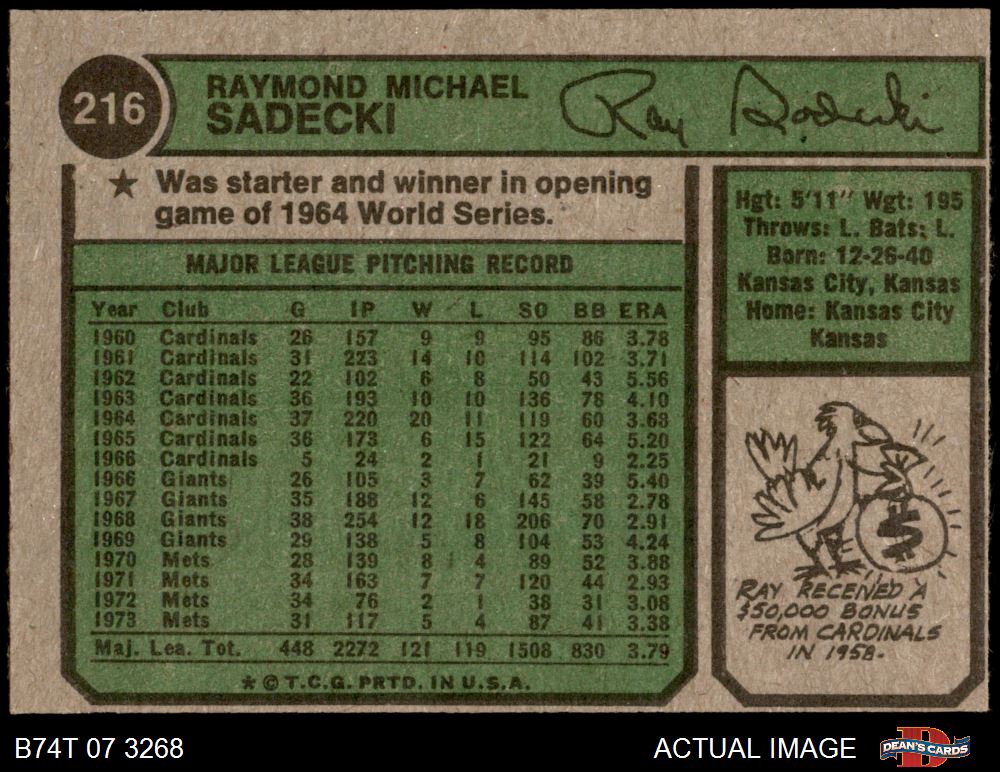 216
RAYMOND MICHAEL
SADECKI
Ray Sadecki
★ Was starter and winner in opening
game of 1964 World Series.
MAJOR LEAGUE PITCHING RECORD
Year Club G IP W L SO BB ERA
1960 Cardinals 26 157 9 9 95 86 3.78
1961 Cardinals 31 223 14 10 114 102 3.71
1962 Cardinals 22 102 6 8 50 43 5.56
1963 Cardinals 36 193 10 10 136 78 4.10
1964 Cardinals 37 220 20 11 119 60 3.68
1965 Cardinals 36 173 6 15 122 64 5.20
1966 Cardinals 5 24 2 1 21 9 2.25
1966 Giants 26 105 3 7 62 39 5.40
1967 Giants 35 188 12 6 145 58 2.78
1968 Giants 38 254 12 18 206 70 2.91
1969 Giants 29 138 5 8 104 53 4.24
1970 Mets 28 139 8 4 89 52 3.88
1971 Mets 34 163 7 7 120 44 2.93
1972 Mets 34 76 2 1 38 31 3.08
1973 Mets 31 117 5 4 87 41 3.38
Maj. Lea. Tot. 448 2272 121 119 1508 830 3.79
★ © T.C.G. PRTD. IN U.S.A.
Hgt: 5'11" Wgt: 195
Throws: L. Bats: L.
Born: 12-26-40
Kansas City, Kansas
Home: Kansas City
Kansas
RAY RECEIVED A
$50,000 BONUS
FROM CARDINALS
IN 1958.
B74T 07 3268
ACTUAL IMAGE
DEAN'S CARDS